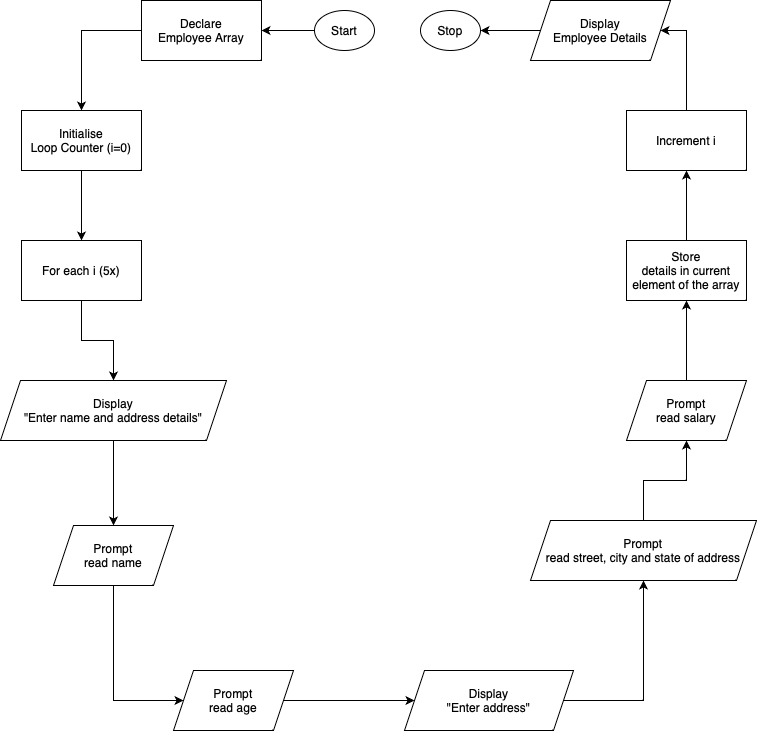 Start
Declare
Employee Array
Initialise
Loop Counter (i=0)
For each i (5x)
Display
"Enter name and address details"
Prompt
read name
Prompt
read age
Display
"Enter address"
Prompt
read street, city and state of address
Prompt
read salary
Store
details in current
element of the array
Increment i
Display
Employee Details
Stop